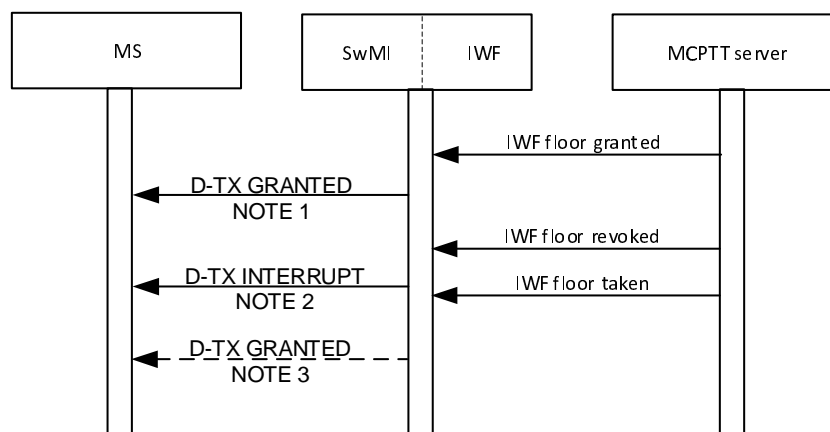 MS
SwMI
IWF
MCPTT server
IWF floor granted
D-TX GRANTED
NOTE 1
IWF floor revoked
D-TX INTERRUPT
NOTE 2
IWF floor taken
D-TX GRANTED
NOTE 3